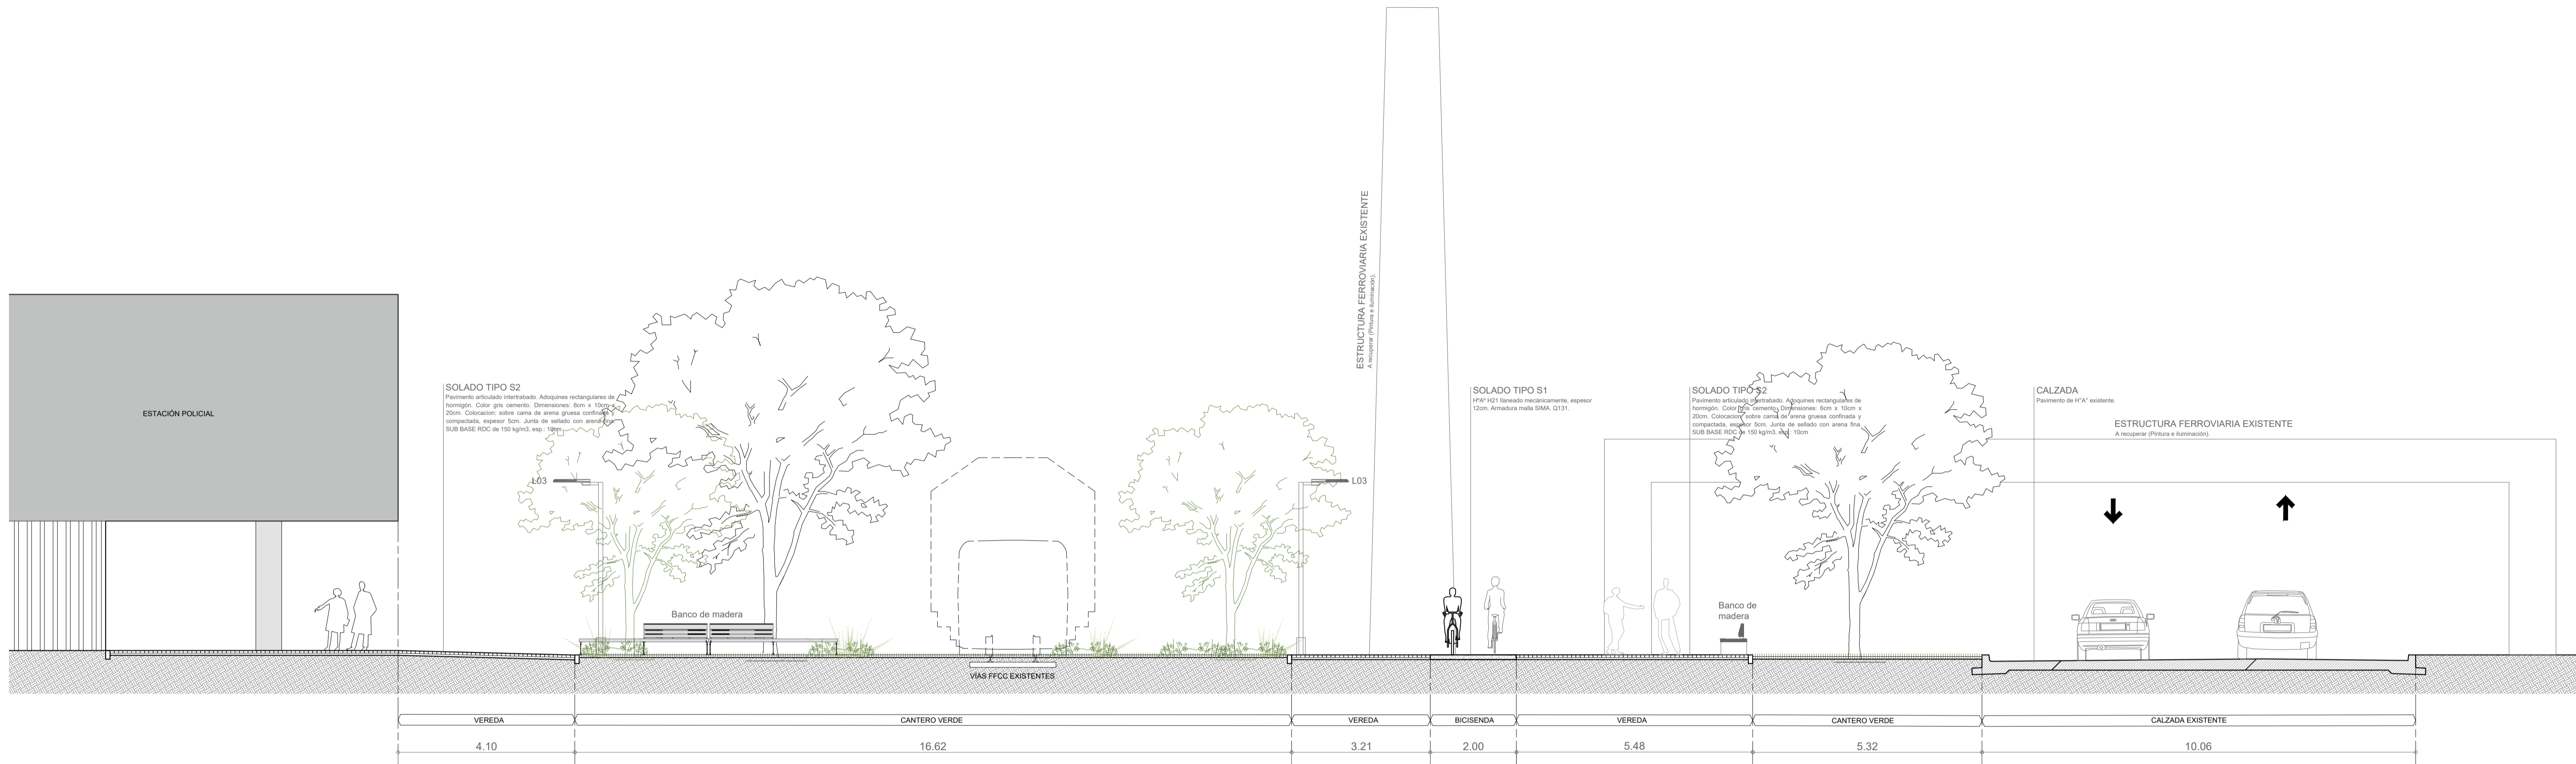 ESTRUCTURA FERROVIARIA EXISTENTE
A recuperar (Pintura e iluminación).
ESTACIÓN POLICIAL
SOLADO TIPO S2
Pavimento articulado intertrabado. Adoquines rectangulares de
hormigón. Color gris cemento. Dimensiones: 6cm x 10cm x
20cm. Colocacion: sobre cama de arena gruesa confinada y
compactada, espesor 5cm. Junta de sellado con arena fina
SUB BASE RDC de 150 kg/m3, esp.: 10cm
SOLADO TIPO S1
H°A° H21 llaneado mecánicamente, espesor
12cm. Armadura malla SIMA. Q131.
SOLADO TIPO S2
Pavimento articulado intertrabado. Adoquines rectangulares de
hormigón. Color gris cemento. Dimensiones: 6cm x 10cm x
20cm. Colocacion: sobre cama de arena gruesa confinada y
compactada, espesor 5cm. Junta de sellado con arena fina
SUB BASE RDC de 150 kg/m3, esp.: 10cm
CALZADA
Pavimento de H°A° existente.
ESTRUCTURA FERROVIARIA EXISTENTE
A recuperar (Pintura e iluminación).
L03
L03
Banco de madera
Banco de
madera
VÍAS FFCC EXISTENTES
VEREDA
CANTERO VERDE
VEREDA
BICISENDA
VEREDA
CANTERO VERDE
CALZADA EXISTENTE
4.10
16.62
3.21
2.00
5.48
5.32
10.06